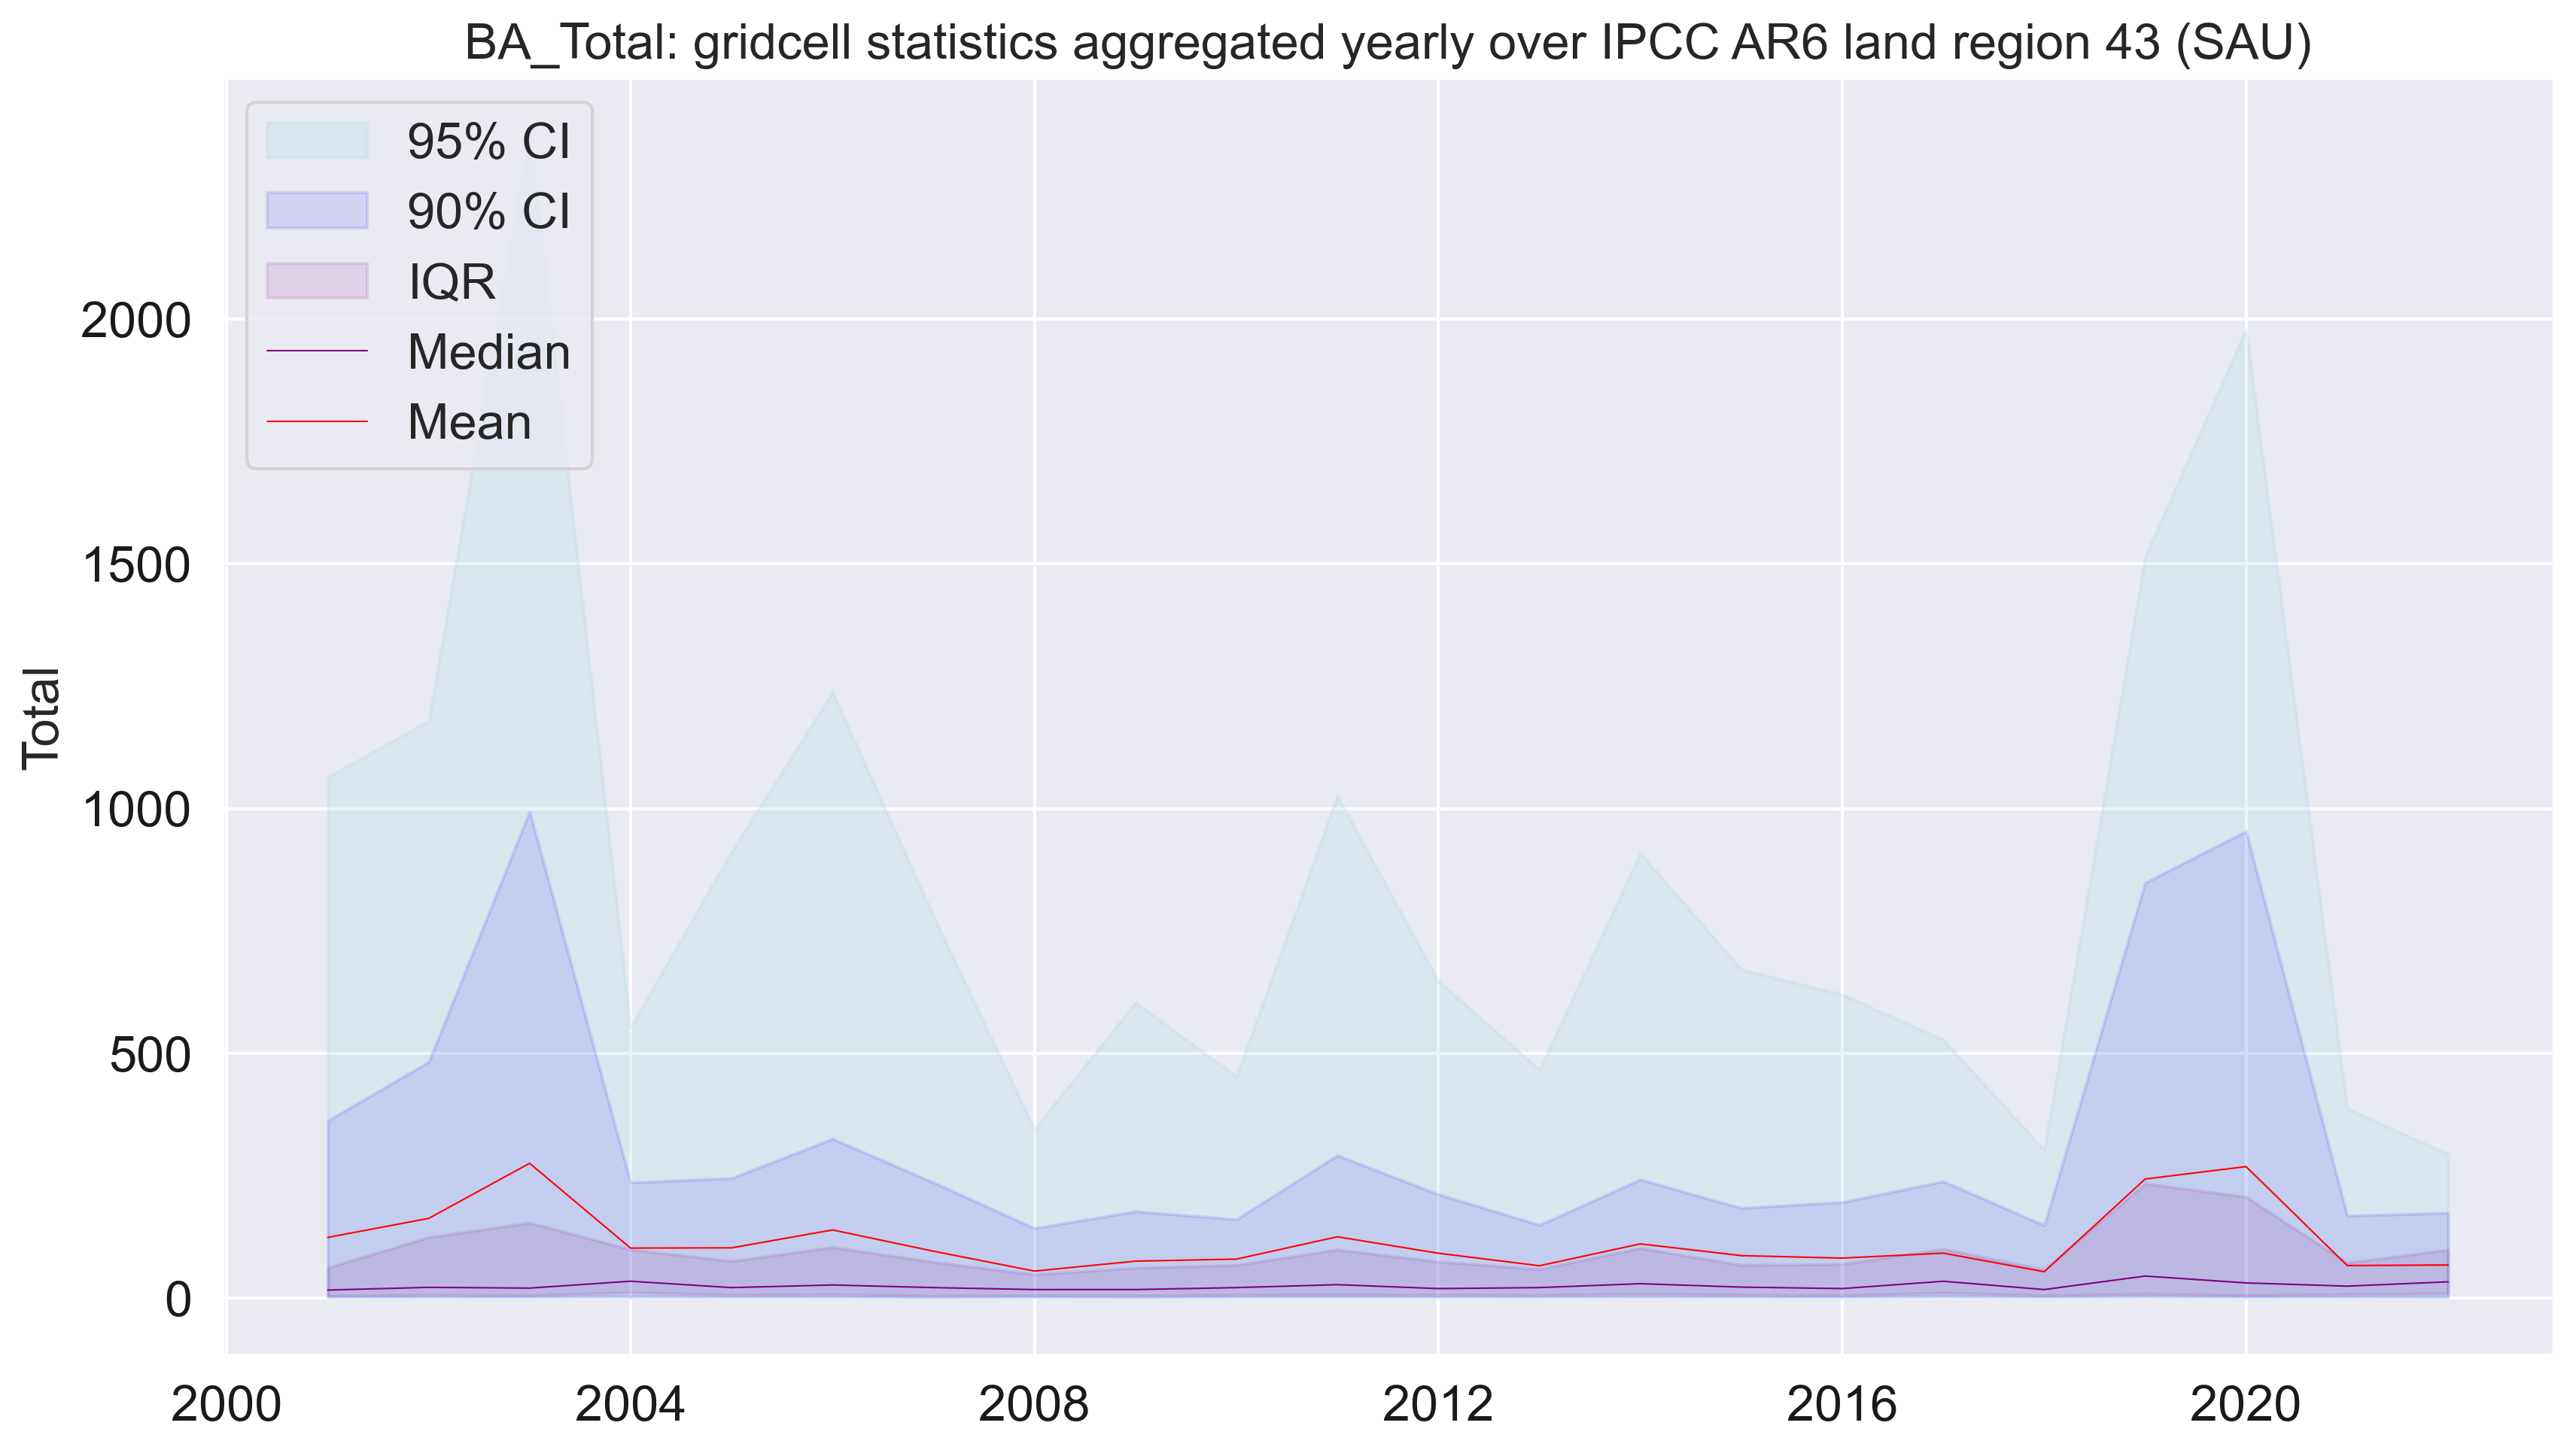 BA_Total: gridcell statistics aggregated yearly over IPCC AR6 land region 43 (SAU)
95% CI
90% CI
IQR
Median
Mean
Total
2000
1500
1000
500
0
2000
2004
2008
2012
2016
2020